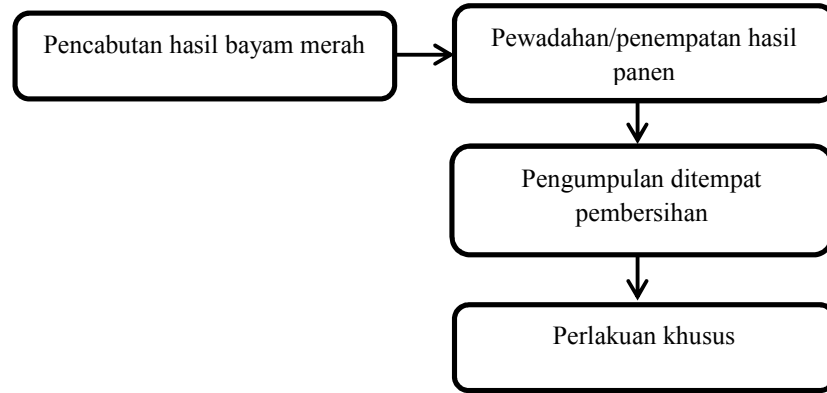 Pencabutan hasil bayam merah
Pewadahan/penempatan hasil
panen
Pengumpulan ditempat
pembersihan
Perlakuan khusus